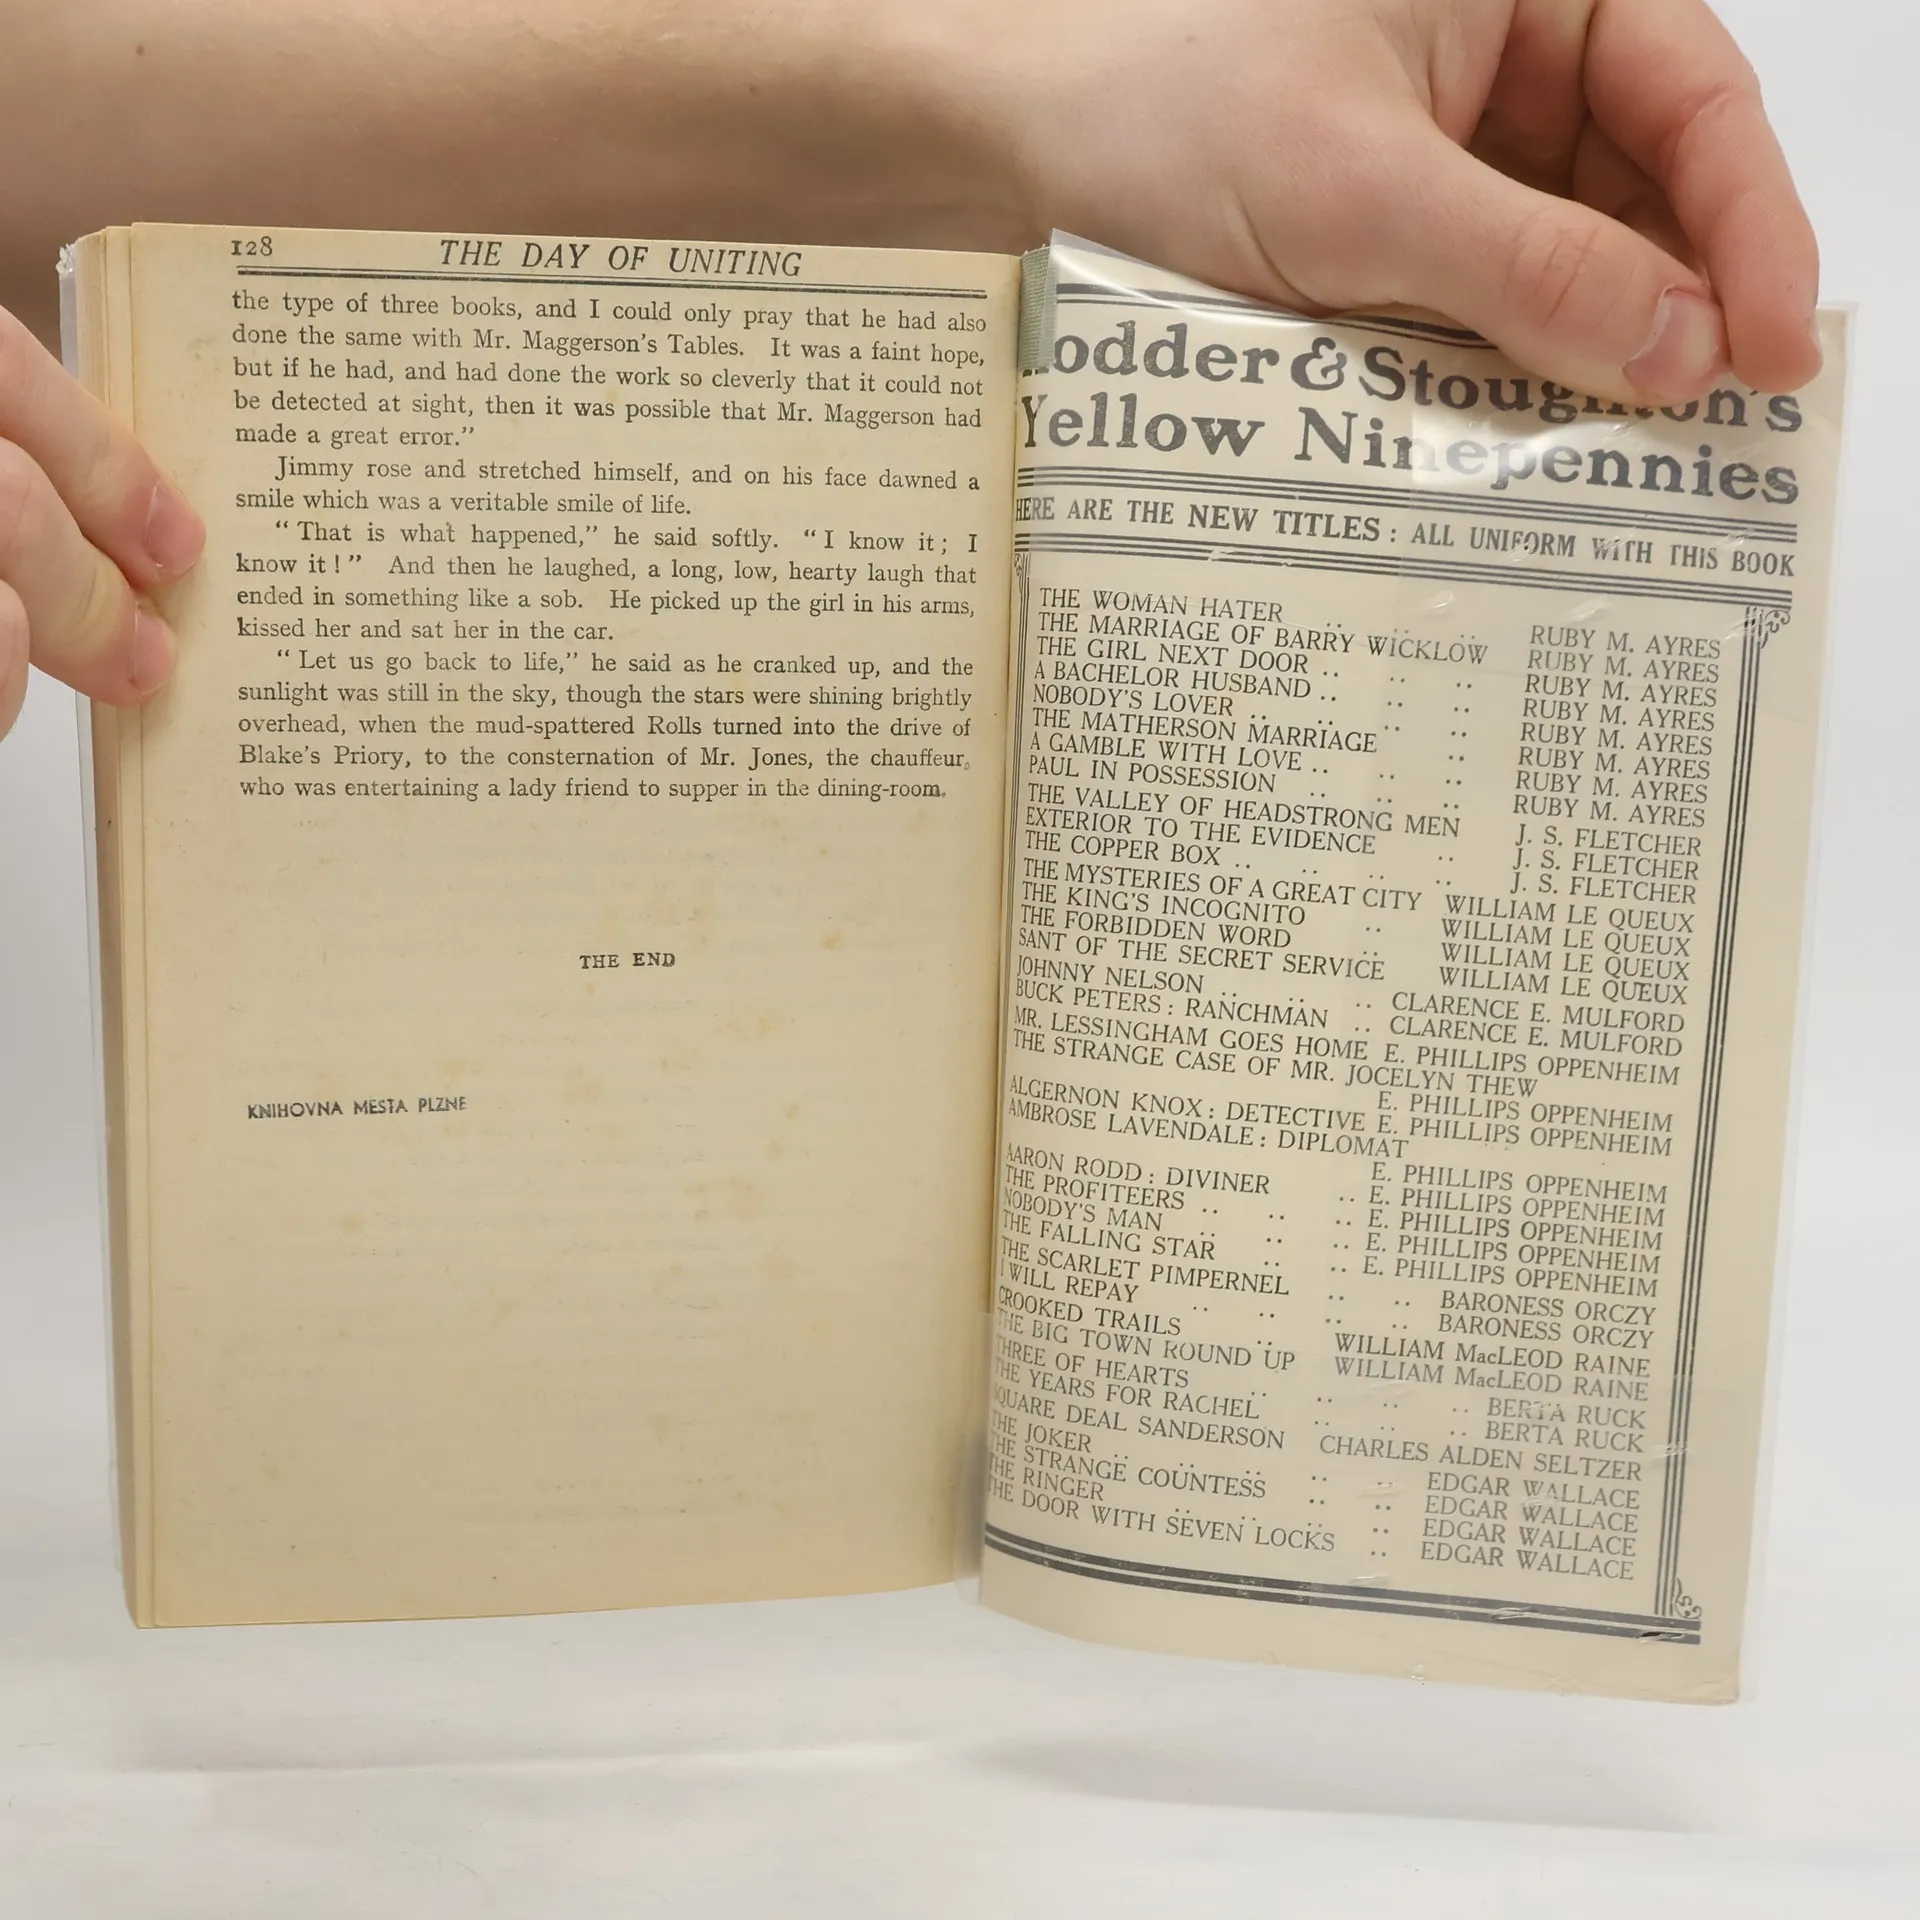 128
THE DAY OF UNITING
the type of three books, and I could only pray that he had also
done the same with Mr. Maggerson's Tables. It was a faint hope,
but if he had, and had done the work so cleverly that it could not
be detected at sight, then it was possible that Mr. Maggerson had
made a great error.”
Jimmy rose and stretched himself, and on his face dawned a
smile which was a veritable smile of life.
“ That is what happened,” he said softly. “ I know it ; I
know it ! ” And then he laughed, a long, low, hearty laugh that
ended in something like a sob. He picked up the girl in his arms,
kissed her and sat her in the car.
“ Let us go back to life,” he said as he cranked up, and the
sunlight was still in the sky, though the stars were shining brightly
overhead, when the mud-spattered Rolls turned into the drive of
Blake's Priory, to the consternation of Mr. Jones, the chauffeur,
who was entertaining a lady friend to supper in the dining-room.
THE END
KNIHOVNA MĚSTA PLZNĚ
odder & Stoughton's
Yellow Ninepennies
HERE ARE THE NEW TITLES : ALL UNIFORM WITH THIS BOOK
THE WOMAN HATER .. .. .. RUBY M. AYRES
THE MARRIAGE OF BARRY WICKLOW RUBY M. AYRES
THE GIRL NEXT DOOR .. .. .. RUBY M. AYRES
A BACHELOR HUSBAND .. .. .. RUBY M. AYRES
NOBODY'S LOVER .. .. .. .. RUBY M. AYRES
THE MATHERSON MARRIAGE .. RUBY M. AYRES
A GAMBLE WITH LOVE .. .. .. RUBY M. AYRES
PAUL IN POSSESSION .. .. .. RUBY M. AYRES
THE VALLEY OF HEADSTRONG MEN J. S. FLETCHER
EXTERIOR TO THE EVIDENCE .. J. S. FLETCHER
THE COPPER BOX .. .. .. .. J. S. FLETCHER
THE MYSTERIES OF A GREAT CITY WILLIAM LE QUEUX
THE KING'S INCOGNITO .. WILLIAM LE QUEUX
THE FORBIDDEN WORD .. WILLIAM LE QUEUX
SANT OF THE SECRET SERVICE WILLIAM LE QUEUX
JOHNNY NELSON .. .. .. CLARENCE E. MULFORD
BUCK PETERS : RANCHMAN .. CLARENCE E. MULFORD
MR. LESSINGHAM GOES HOME E. PHILLIPS OPPENHEIM
THE STRANGE CASE OF MR. JOCELYN THEW
E. PHILLIPS OPPENHEIM
ALGERNON KNOX : DETECTIVE E. PHILLIPS OPPENHEIM
AMBROSE LAVENDALE : DIPLOMAT
E. PHILLIPS OPPENHEIM
AARON RODD : DIVINER .. E. PHILLIPS OPPENHEIM
THE PROFITEERS .. .. .. E. PHILLIPS OPPENHEIM
NOBODY'S MAN .. .. .. E. PHILLIPS OPPENHEIM
THE FALLING STAR .. .. E. PHILLIPS OPPENHEIM
THE SCARLET PIMPERNEL .. .. BARONESS ORCZY
I WILL REPAY .. .. .. .. BARONESS ORCZY
CROOKED TRAILS .. WILLIAM MacLEOD RAINE
THE BIG TOWN ROUND UP WILLIAM MacLEOD RAINE
THREE OF HEARTS .. .. .. .. BERTA RUCK
THE YEARS FOR RACHEL .. .. .. BERTA RUCK
SQUARE DEAL SANDERSON CHARLES ALDEN SELTZER
THE JOKER .. .. .. .. .. EDGAR WALLACE
THE STRANGE COUNTESS .. .. EDGAR WALLACE
THE RINGER .. .. .. .. EDGAR WALLACE
THE DOOR WITH SEVEN LOCKS .. EDGAR WALLACE